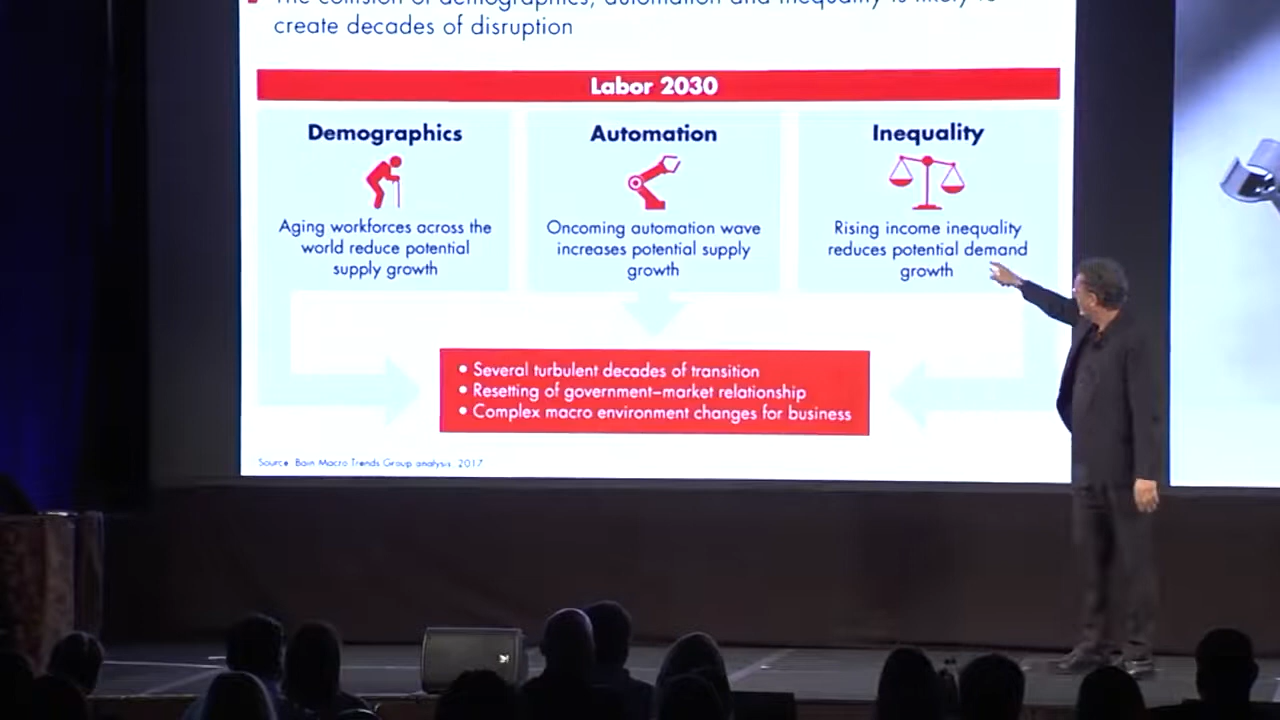 The collision of demographics, automation and inequality is likely to
create decades of disruption
Labor 2030
Demographics
Aging workforces across the
world reduce potential
supply growth
Automation
Oncoming automation wave
increases potential supply
growth
Inequality
Rising income inequality
reduces potential demand
growth
• Several turbulent decades of transition
• Resetting of government–market relationship
• Complex macro environment changes for business
Source: Bain Macro Trends Group analysis, 2017